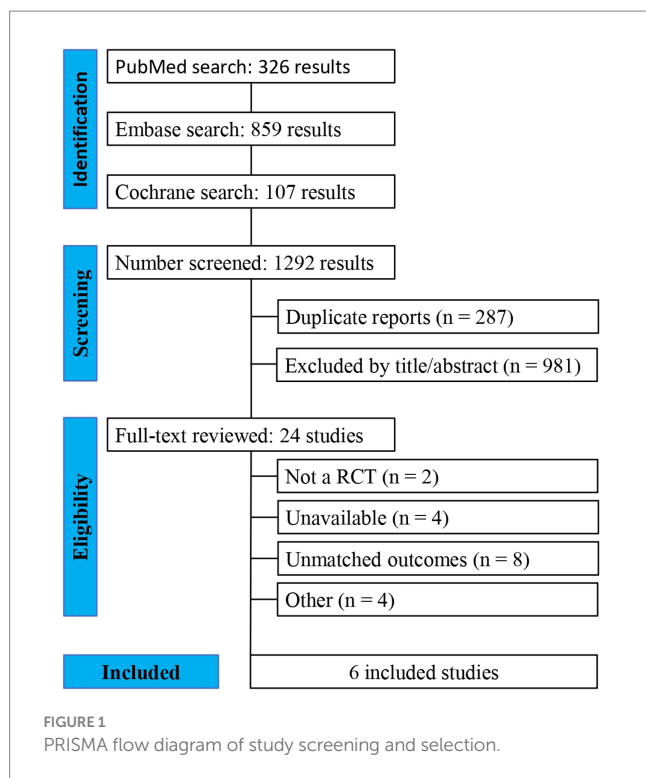 Identification
PubMed search: 326 results
Embase search: 859 results
Cochrane search: 107 results
Screening
Number screened: 1292 results
Duplicate reports (n = 287)
Excluded by title/abstract (n = 981)
Eligibility
Full-text reviewed: 24 studies
Not a RCT (n = 2)
Unavailable (n = 4)
Unmatched outcomes (n = 8)
Other (n = 4)
Included
6 included studies
FIGURE 1
PRISMA flow diagram of study screening and selection.